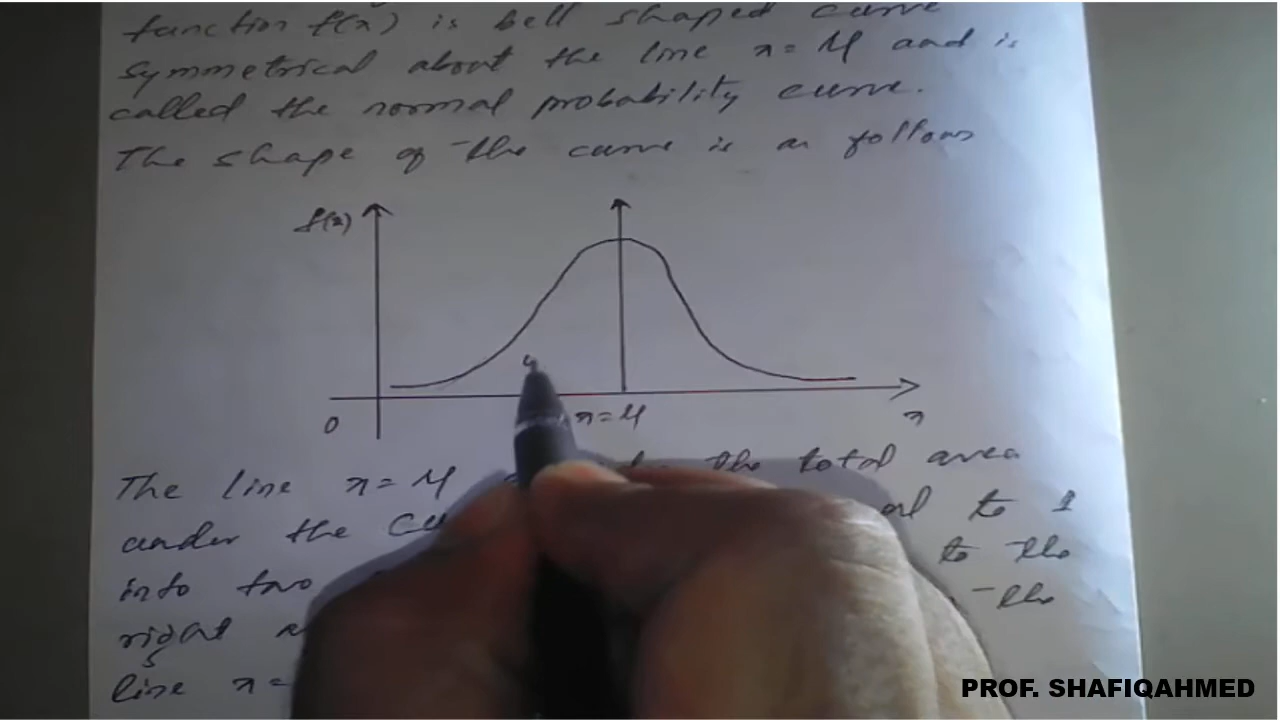 function f(x) is bell shaped curve
symmetrical about the line x = μ and is
called the normal probability curve.
The shape of the curve is as follows
f(x)
0
x = μ
x
The line x = μ the total area
under the to 1
into two to the
right the
line x =
PROF. SHAFIQAHMED